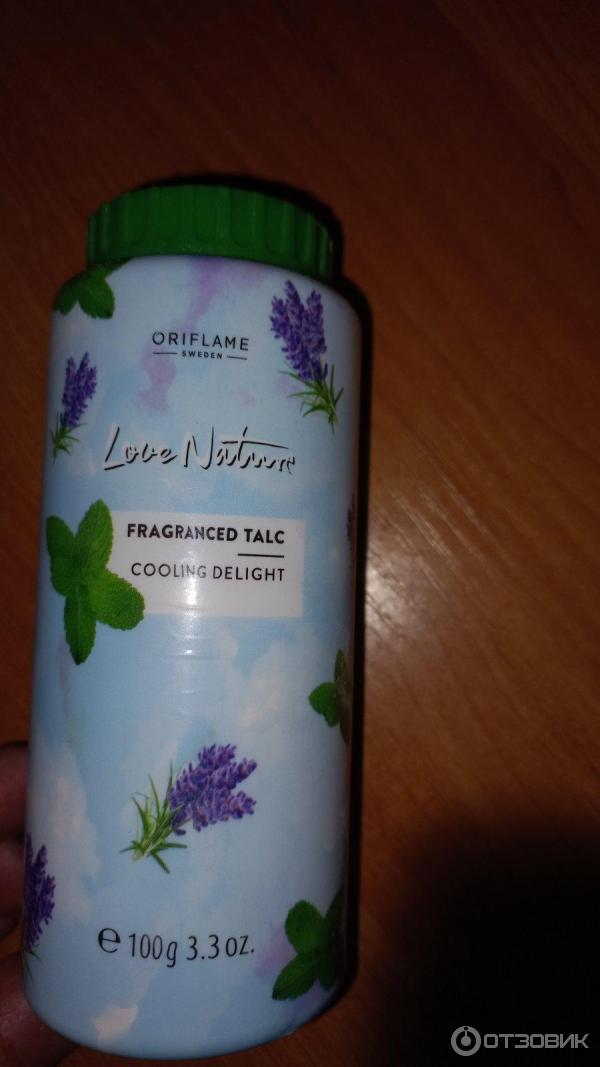 ORIFLAME
SWEDEN
Love Nature
FRAGRANCED TALC
COOLING DELIGHT
℮ 100g 3.3 oz.
ОТЗОВИК